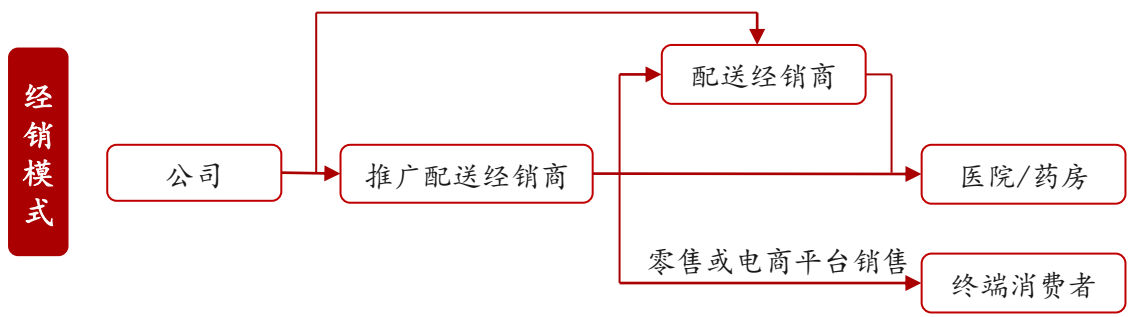 经销模式
配送经销商
公司
推广配送经销商
医院/药房
零售或电商平台销售
终端消费者